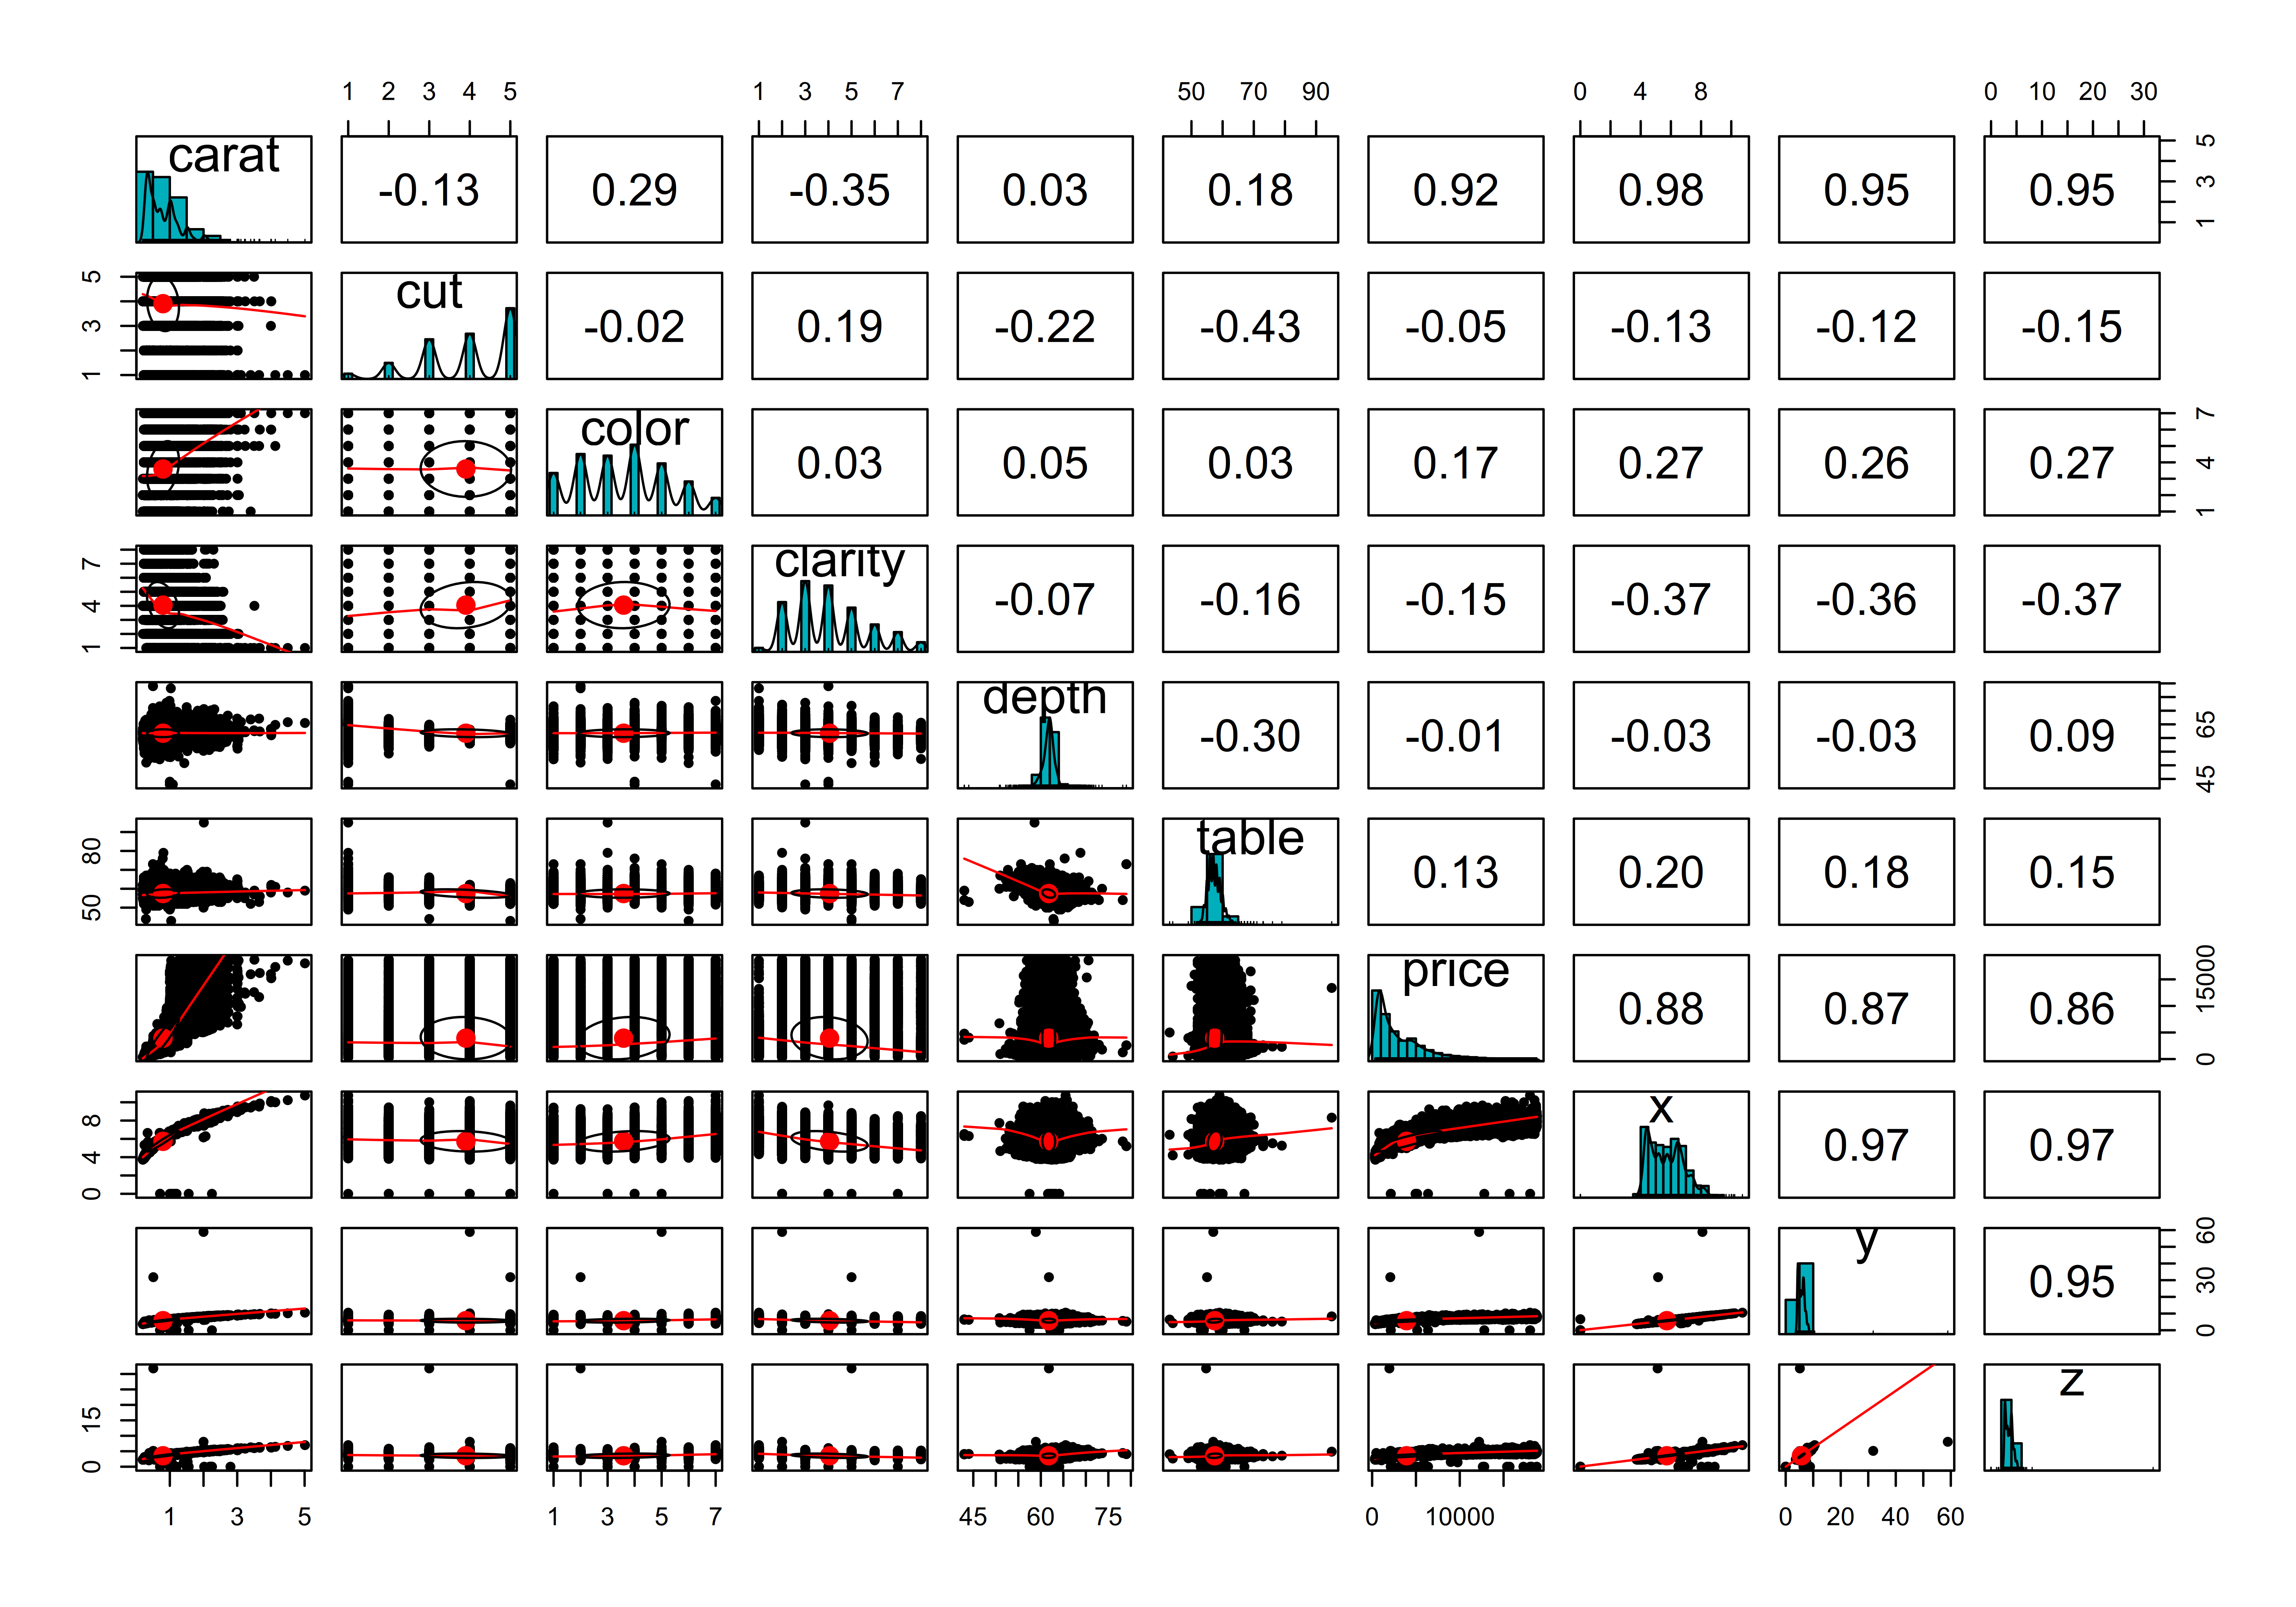 1 2 3 4 5 1 3 5 7 50 70 90 0 4 8 0 10 20 30
carat -0.13 0.29 -0.35 0.03 0.18 0.92 0.98 0.95 0.95 1 3 5
1 3 5 cut -0.02 0.19 -0.22 -0.43 -0.05 -0.13 -0.12 -0.15
color 0.03 0.05 0.03 0.17 0.27 0.26 0.27 1 4 7
1 4 7 clarity -0.07 -0.16 -0.15 -0.37 -0.36 -0.37
depth -0.30 -0.01 -0.03 -0.03 0.09 45 65
50 80 table 0.13 0.20 0.18 0.15
price 0.88 0.87 0.86 0 15000
0 4 8 x 0.97 0.97
y 0.95 0 30 60
0 15 z
1 3 5 1 3 5 7 45 60 75 0 10000 0 20 40 60